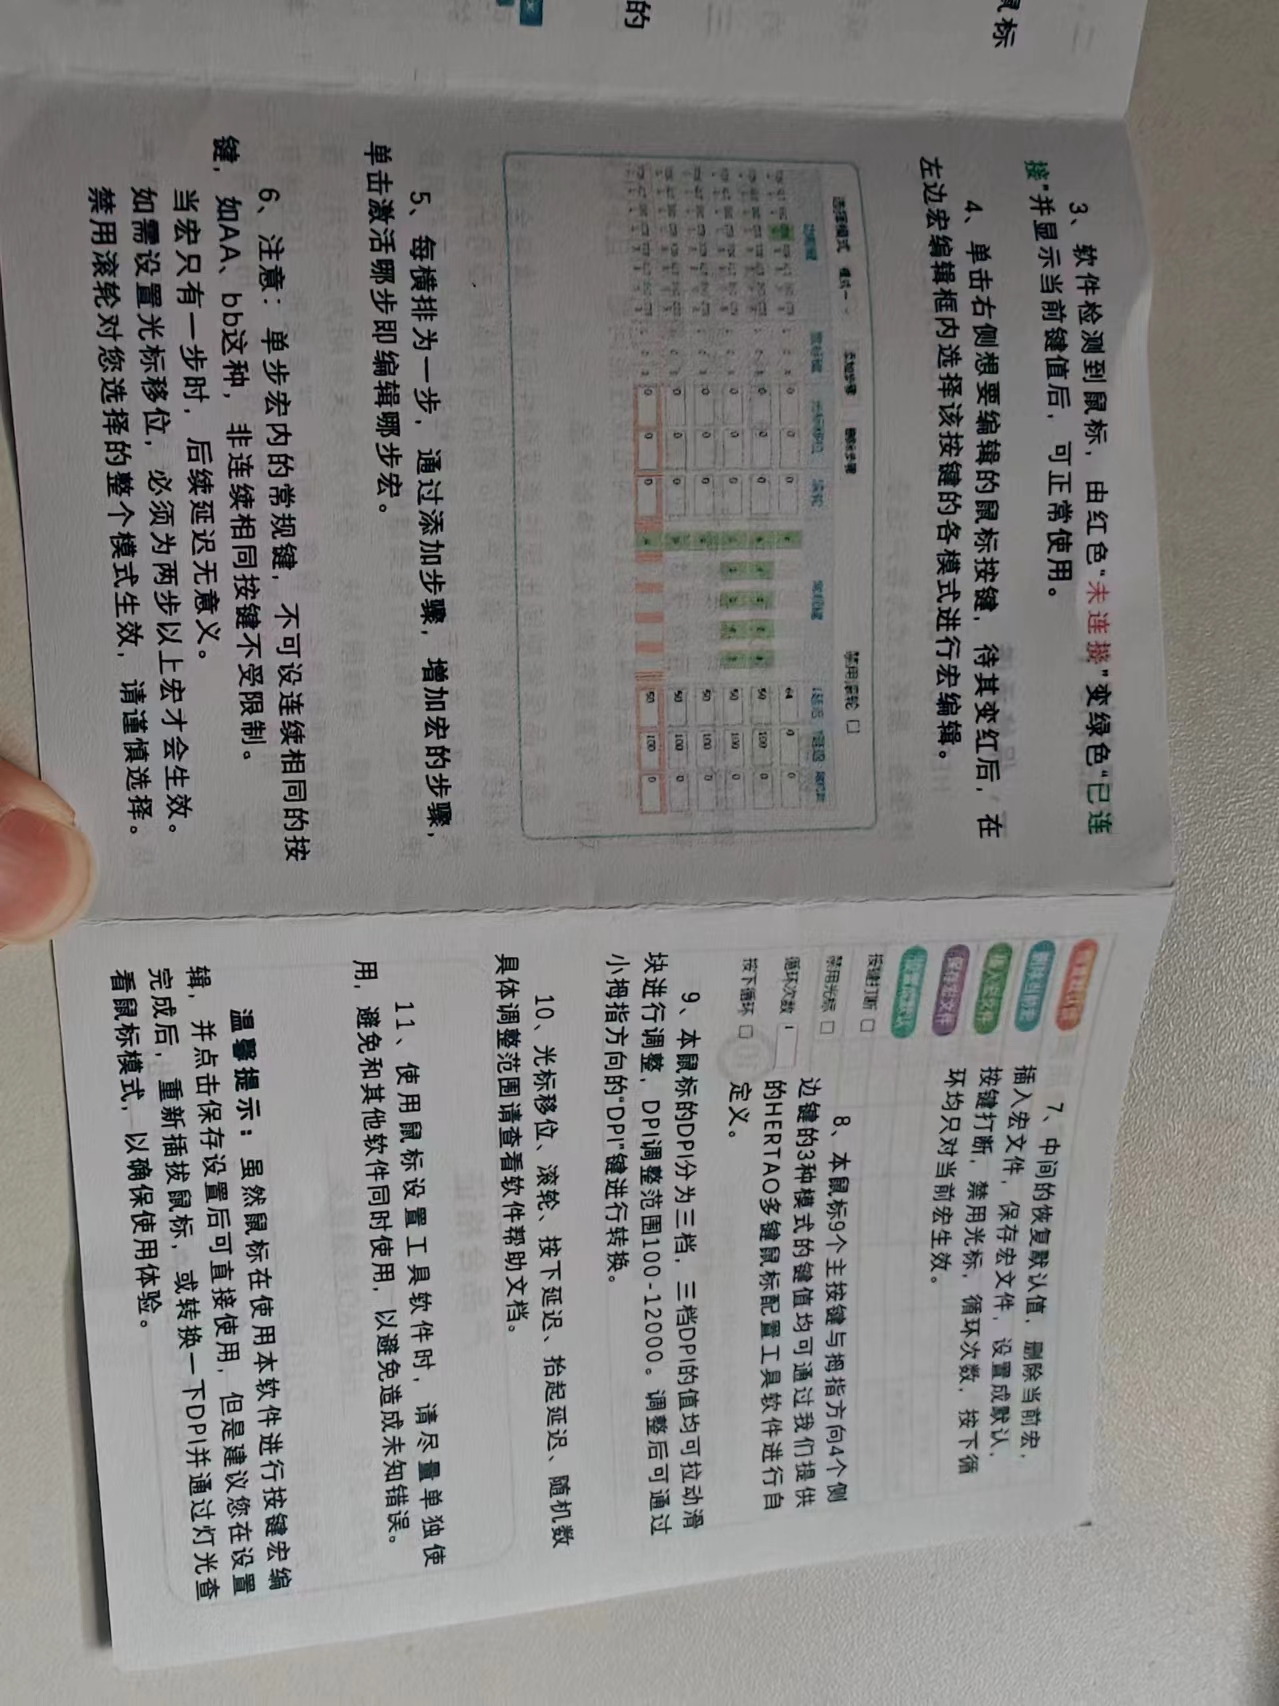 鼠标
的
3、软件检测到鼠标，由红色“未连接”变绿色“已连
接”并显示当前键值后，可正常使用。
4、单击右侧想要编辑的鼠标按键，待其变红后，在
左边宏编辑框内选择该按键的各模式进行宏编辑。
选择模式 模式一 添加步骤 删除步骤 禁用滚轮
功能键 鼠标键 光标移位 滚轮 常规键
0 0 0 64 0 0
0 0 0 50 100 0
0 0 0 50 100 0
0 0 0 50 100 0
0 0 0 50 100 0
0 0 0 50 100 0
5、每横排为一步，通过添加步骤，增加宏的步骤，
单击激活哪步即编辑哪步宏。
6、注意：单步宏内的常规键，不可设连续相同的按
键，如AA、bb这种，非连续相同按键不受限制。
当宏只有一步时，后续延迟无意义。
如需设置光标移位，必须为两步以上宏才会生效。
禁用滚轮对您选择的整个模式生效，请谨慎选择。
恢复默认值
删除当前宏
插入宏文件
保存宏文件
设置成默认
按键打断
禁用光标
循环次数 1
按下循环
7、中间的恢复默认值，删除当前宏，
插入宏文件，保存宏文件，设置成默认，
按键打断，禁用光标，循环次数，按下循
环均只对当前宏生效。
8、本鼠标9个主按键与拇指方向4个侧
边键的3种模式的键值均可通过我们提供
的HERTAO多键鼠标配置工具软件进行自
定义。
9、本鼠标的DPI分为三档，三档DPI的值均可拉动滑
块进行调整，DPI调整范围100-12000。调整后可通过
小拇指方向的“DPI”键进行转换。
10、光标移位、滚轮、按下延迟、抬起延迟、随机数
具体调整范围请查看软件帮助文档。
11、使用鼠标设置工具软件时，请尽量单独使
用，避免和其他软件同时使用，以避免造成未知错误。
温馨提示：虽然鼠标在使用本软件进行按键宏编
辑，并点击保存设置后可直接使用，但是建议您在设置
完成后，重新插拔鼠标，或转换一下DPI并通过灯光查
看鼠标模式，以确保使用体验。